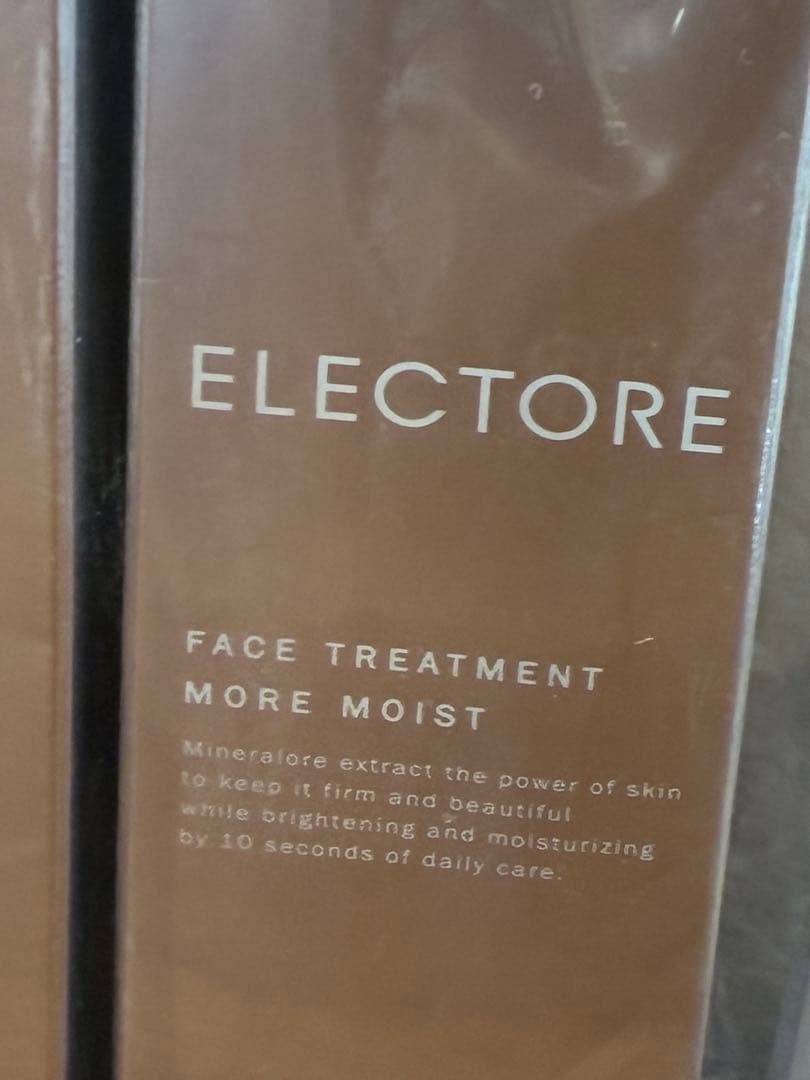 ELECTORE
FACE TREATMENT
MORE MOIST
Mineralore extract the power of skin
to keep it firm and beautiful
while brightening and moisturizing
by 10 seconds of daily care.